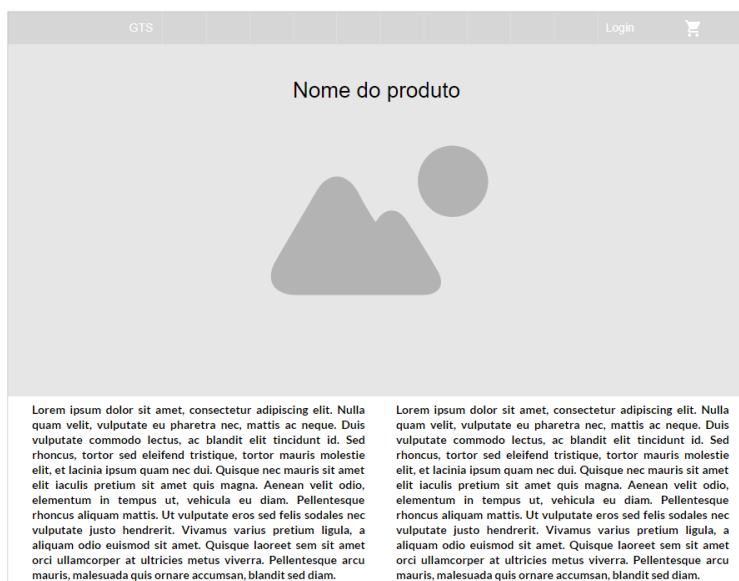 GTS
Login
Nome do produto
Lorem ipsum dolor sit amet, consectetur adipiscing elit. Nulla
quam velit, vulputate eu pharetra nec, mattis ac neque. Duis
vulputate commodo lectus, ac blandit elit tincidunt id. Sed
rhoncus, tortor sed eleifend tristique, tortor mauris molestie
elit, et lacinia ipsum quam nec dui. Quisque nec mauris sit amet
elit iaculis pretium sit amet quis magna. Aenean velit odio,
elementum in tempus ut, vehicula eu diam. Pellentesque
rhoncus aliquam mattis. Ut vulputate eros sed felis sodales nec
vulputate justo hendrerit. Vivamus varius pretium ligula, a
aliquam odio euismod sit amet. Quisque laoreet sem sit amet
orci ullamcorper at ultricies metus viverra. Pellentesque arcu
mauris, malesuada quis ornare accumsan, blandit sed diam.
Lorem ipsum dolor sit amet, consectetur adipiscing elit. Nulla
quam velit, vulputate eu pharetra nec, mattis ac neque. Duis
vulputate commodo lectus, ac blandit elit tincidunt id. Sed
rhoncus, tortor sed eleifend tristique, tortor mauris molestie
elit, et lacinia ipsum quam nec dui. Quisque nec mauris sit amet
elit iaculis pretium sit amet quis magna. Aenean velit odio,
elementum in tempus ut, vehicula eu diam. Pellentesque
rhoncus aliquam mattis. Ut vulputate eros sed felis sodales nec
vulputate justo hendrerit. Vivamus varius pretium ligula, a
aliquam odio euismod sit amet. Quisque laoreet sem sit amet
orci ullamcorper at ultricies metus viverra. Pellentesque arcu
mauris, malesuada quis ornare accumsan, blandit sed diam.